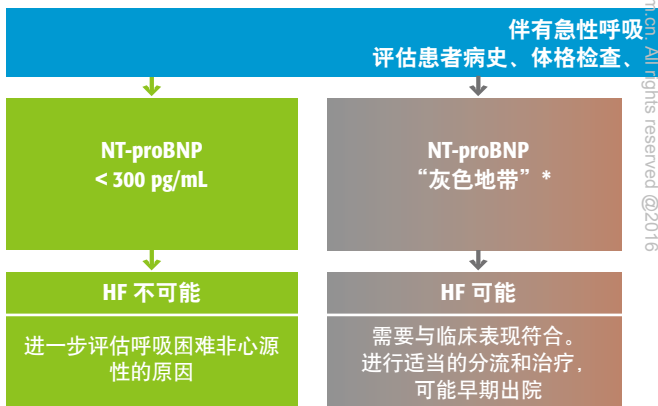 伴有急性呼吸
评估患者病史、体格检查、
NT-proBNP
< 300 pg/mL
NT-proBNP
“灰色地带” *
HF 不可能
HF 可能
进一步评估呼吸困难非心源
性的原因
需要与临床表现符合。
进行适当的分流和治疗，
可能早期出院
m.cn. All rights reserved @2016